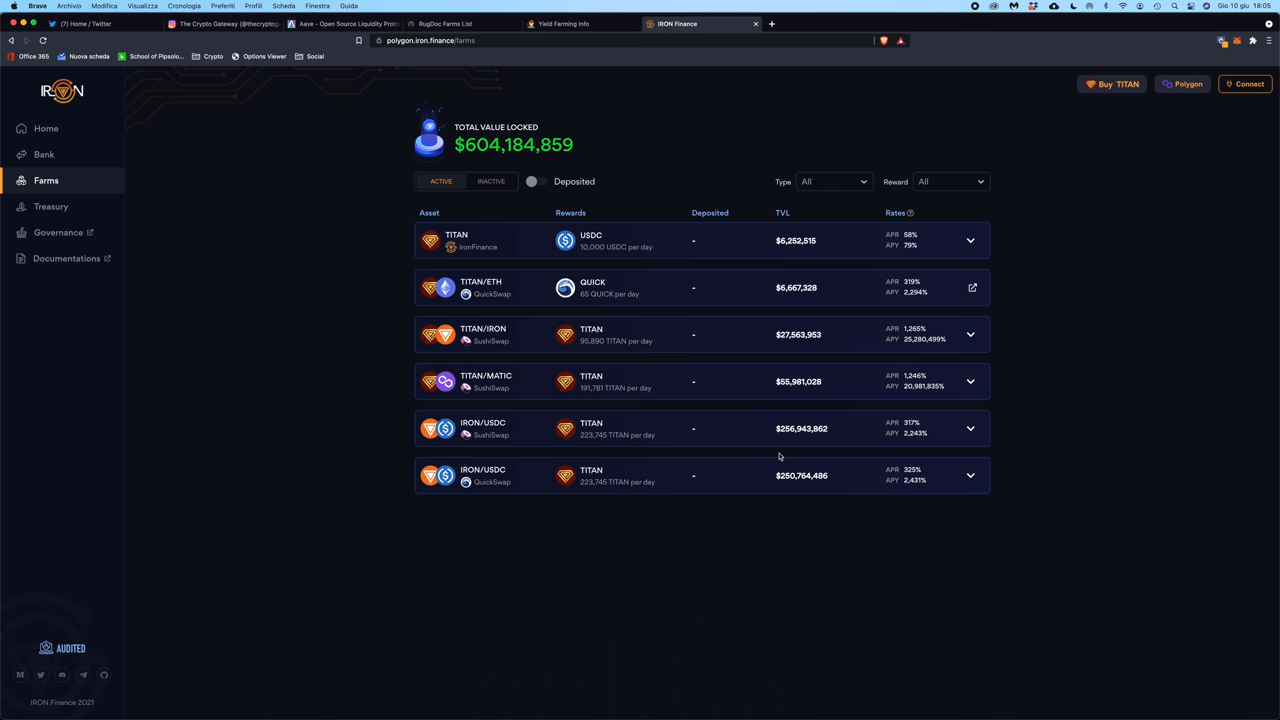 Brave Archivio Modifica Visualizza Cronologia Preferiti Profili Scheda Finestra Guida Gio 10 giu 18:05
(7) Home / Twitter The Crypto Gateway (@thecryptog Aave – Open Source Liquidity Prot RugDoc Farms List Yield Farming Info IRON Finance
polygon.iron.finance/farms
Office 365 Nuova scheda School of Pipsolo... Crypto Options Viewer Social
IRON
Buy TITAN Polygon Connect
Home
Bank
Farms
Treasury
Governance
Documentations
TOTAL VALUE LOCKED
$604,184,859
ACTIVE INACTIVE Deposited Type All Reward All
Asset Rewards Deposited TVL Rates
TITAN USDC - $6,252,515 APR 58%
IronFinance 10,000 USDC per day APY 79%
TITAN/ETH QUICK - $6,667,328 APR 319%
QuickSwap 65 QUICK per day APY 2,294%
TITAN/IRON TITAN - $27,563,953 APR 1,265%
SushiSwap 95,890 TITAN per day APY 25,280,499%
TITAN/MATIC TITAN - $55,981,028 APR 1,246%
SushiSwap 191,781 TITAN per day APY 20,981,835%
IRON/USDC TITAN - $256,943,862 APR 317%
SushiSwap 223,745 TITAN per day APY 2,243%
IRON/USDC TITAN - $250,764,486 APR 325%
QuickSwap 223,745 TITAN per day APY 2,431%
AUDITED
IRON Finance 2021